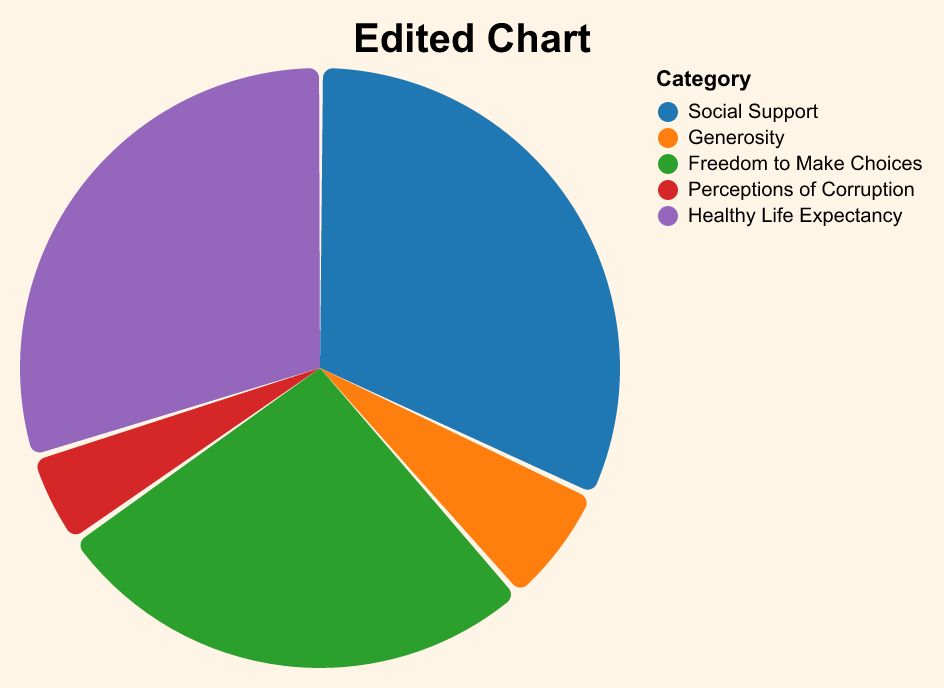 Edited Chart
Category
Social Support
Generosity
Freedom to Make Choices
Perceptions of Corruption
Healthy Life Expectancy